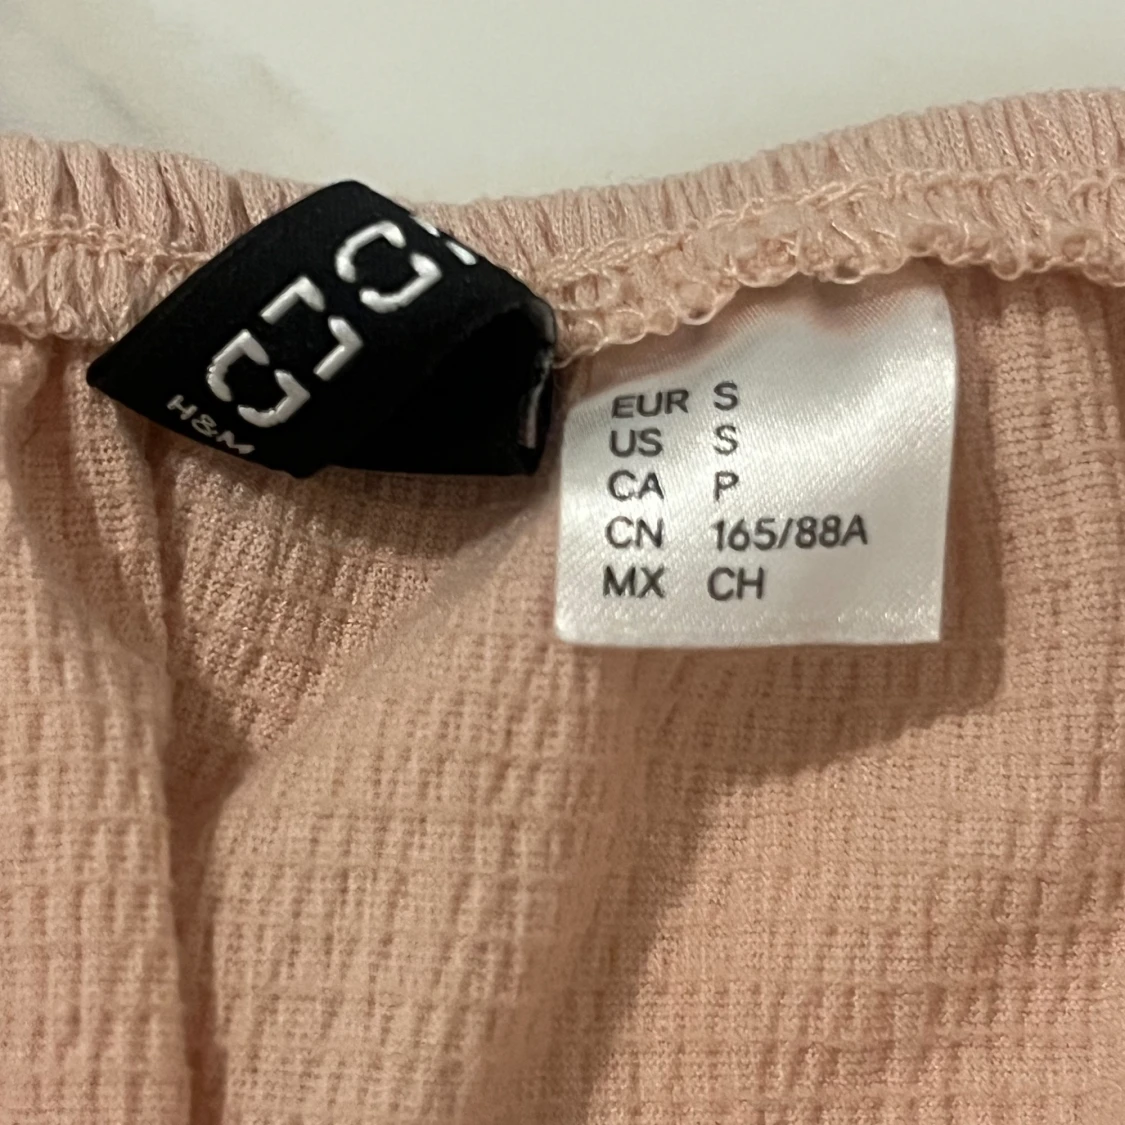 H&M
EUR S
US S
CA P
CN 165/88A
MX CH